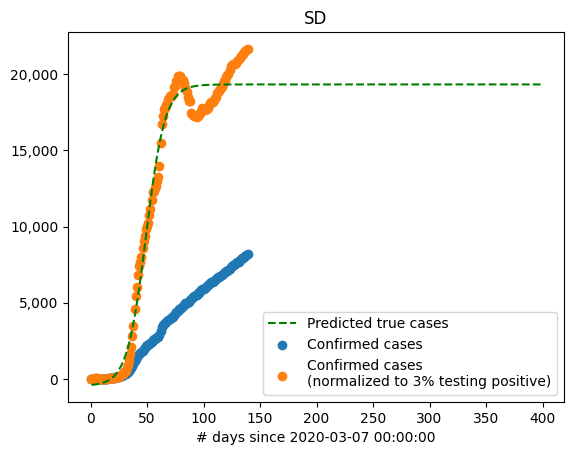 SD
20,000
15,000
10,000
5,000
0
Predicted true cases
Confirmed cases
Confirmed cases
(normalized to 3% testing positive)
0 50 100 150 200 250 300 350 400
# days since 2020-03-07 00:00:00